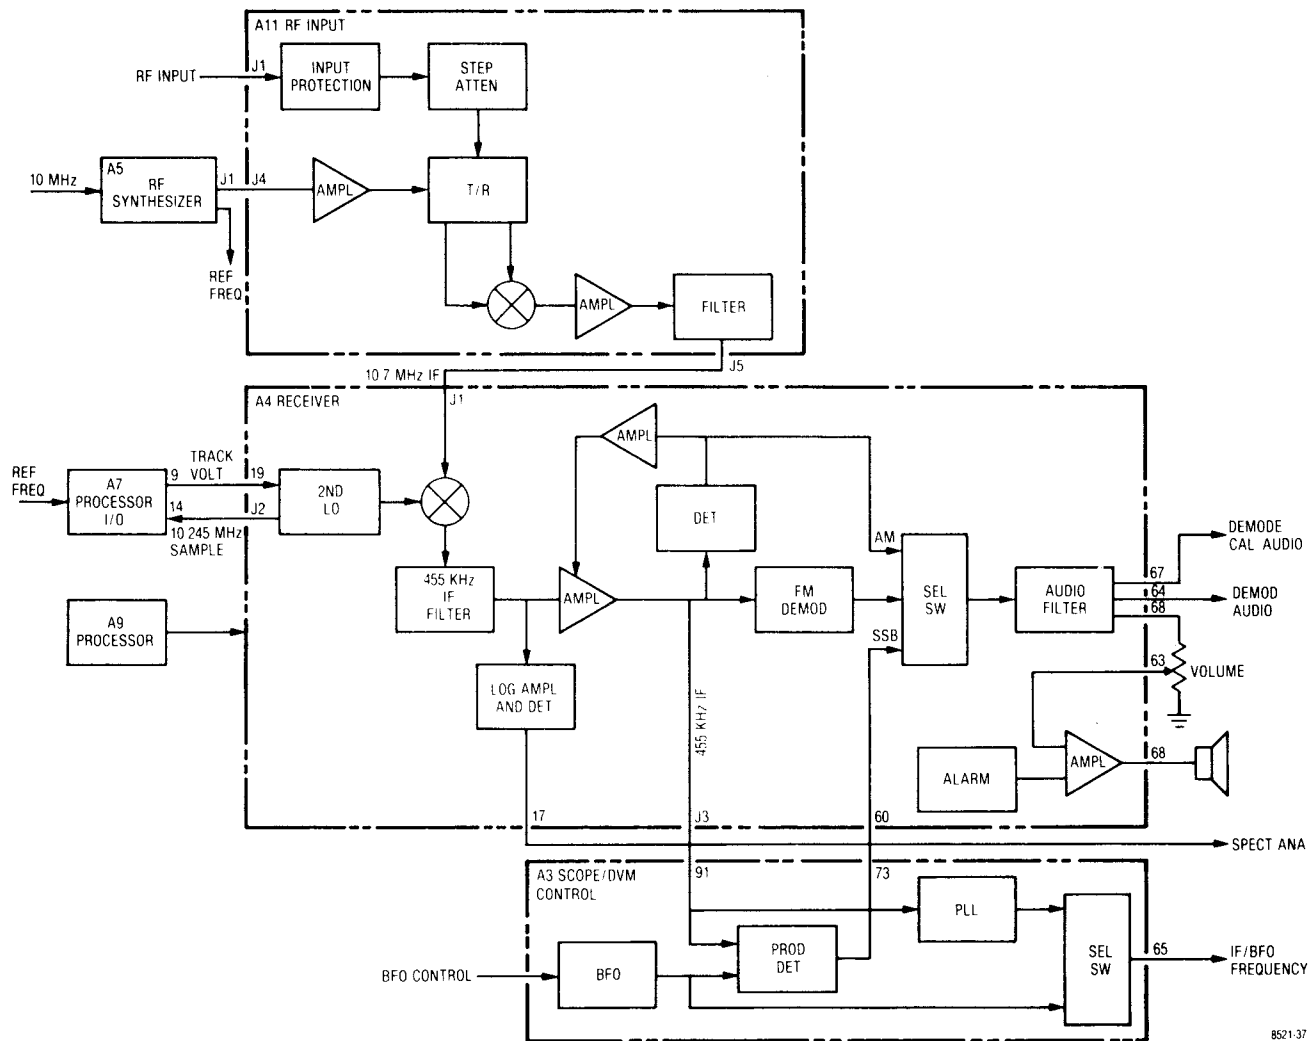 A11 RF INPUT
RF INPUT
J1
INPUT
PROTECTION
STEP
ATTEN
10 MHz
A5
RF
SYNTHESIZER
J1
J4
AMPL
T/R
REF
FREQ
AMPL
FILTER
J5
10 7 MHz IF
A4 RECEIVER
J1
AMPL
REF
FREQ
A7
PROCESSOR
I/O
9
TRACK
VOLT
19
14
J2
10 245 MHz
SAMPLE
2ND
LO
DET
AM
DEMODE
CAL AUDIO
A9
PROCESSOR
455 KHz
IF
FILTER
AMPL
FM
DEMOD
SEL
SW
AUDIO
FILTER
67
64
68
DEMOD
AUDIO
SSB
63
VOLUME
LOG AMPL
AND DET
455 KHz IF
ALARM
AMPL
68
17
J3
60
SPECT ANA
A3 SCOPE/DVM
CONTROL
91
73
PLL
BFO CONTROL
BFO
PROD
DET
SEL
SW
65
IF/BFO
FREQUENCY
8521-37